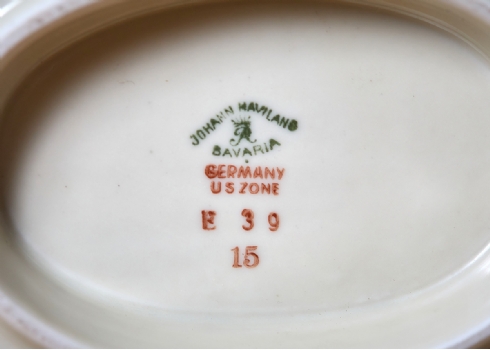 JOHANN HAVILAND
BAVARIA
GERMANY
US ZONE
E 39
15